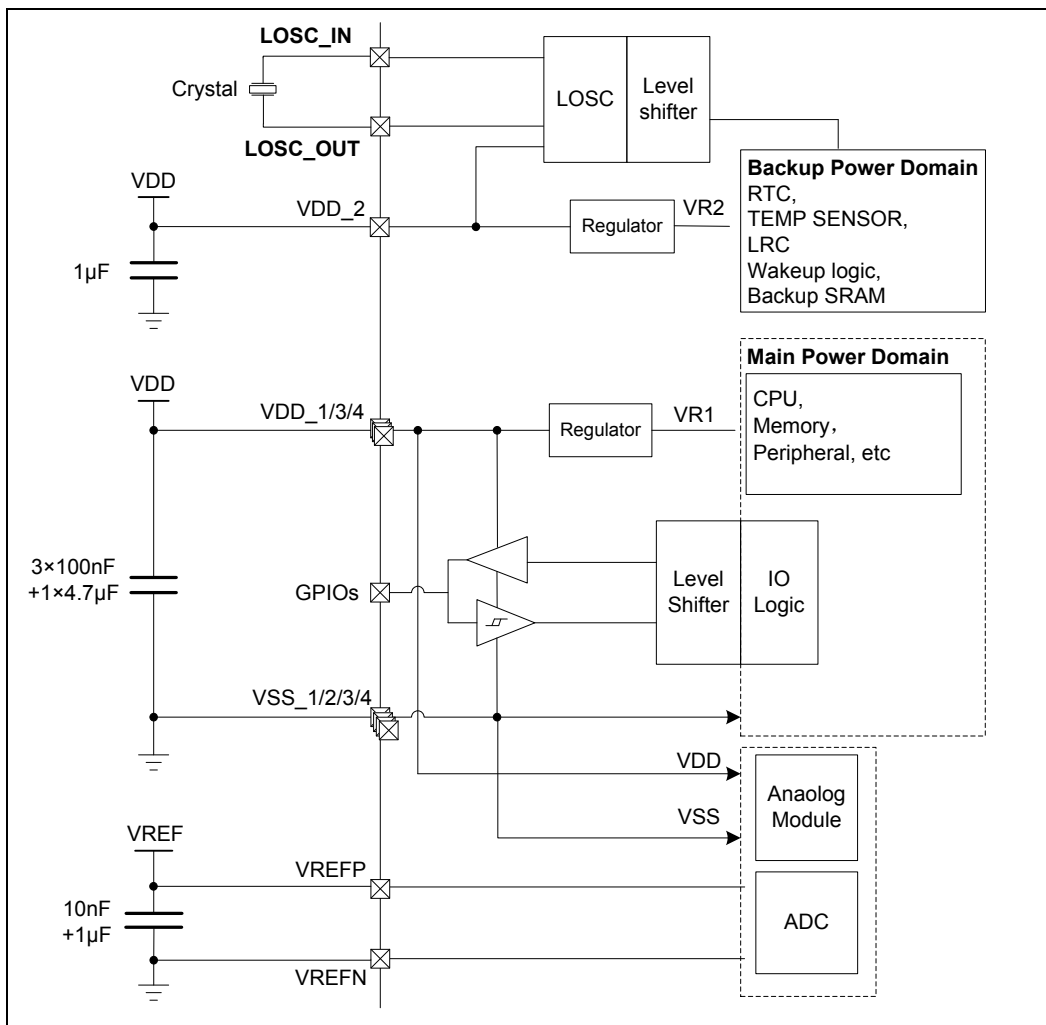 LOSC_IN
Crystal
LOSC_OUT
LOSC
Level
shifter
VDD
VDD_2
1µF
Regulator
VR2
Backup Power Domain
RTC,
TEMP SENSOR,
LRC
Wakeup logic,
Backup SRAM
Main Power Domain
VDD
VDD_1/3/4
Regulator
VR1
CPU,
Memory，
Peripheral, etc
3×100nF
+1×4.7µF
GPIOs
Level
Shifter
IO
Logic
VSS_1/2/3/4
VDD
VSS
Anaolog
Module
VREF
VREFP
10nF
+1µF
VREFN
ADC